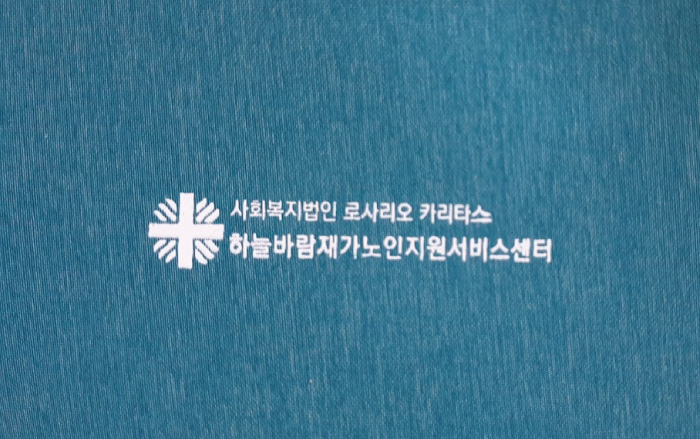 사회복지법인 로사리오 카리타스
하늘바람재가노인지원서비스센터